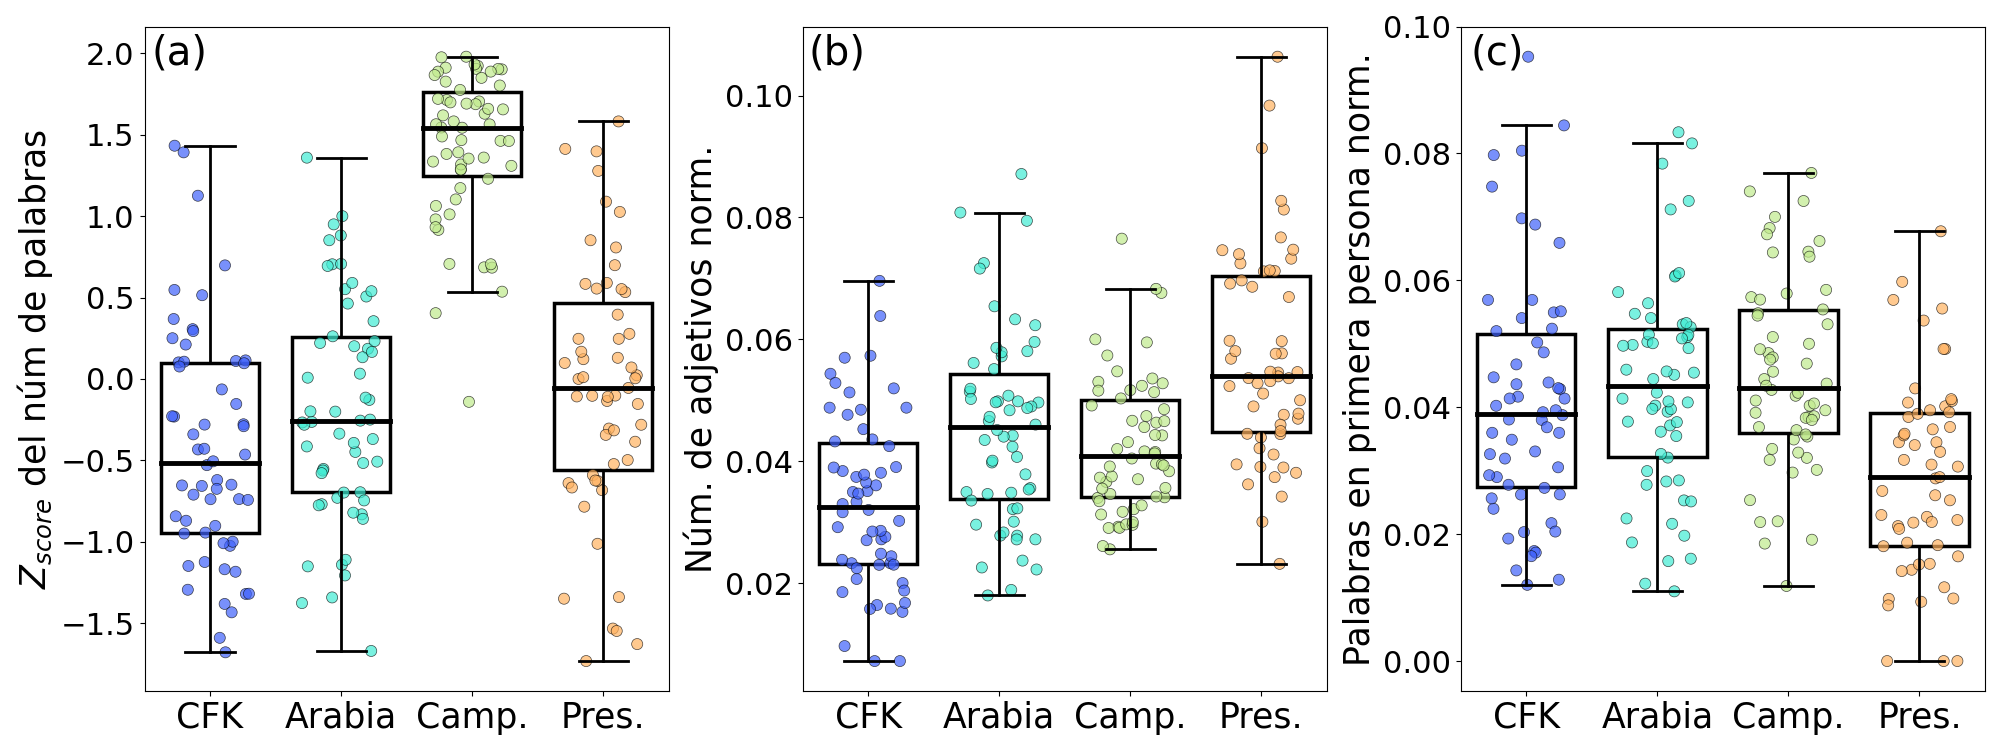 (a)
Zscore del núm de palabras
2.0
1.5
1.0
0.5
0.0
−0.5
−1.0
−1.5
CFK Arabia Camp. Pres.
(b)
Núm. de adjetivos norm.
0.10
0.08
0.06
0.04
0.02
CFK Arabia Camp. Pres.
(c)
Palabras en primera persona norm.
0.10
0.08
0.06
0.04
0.02
0.00
CFK Arabia Camp. Pres.